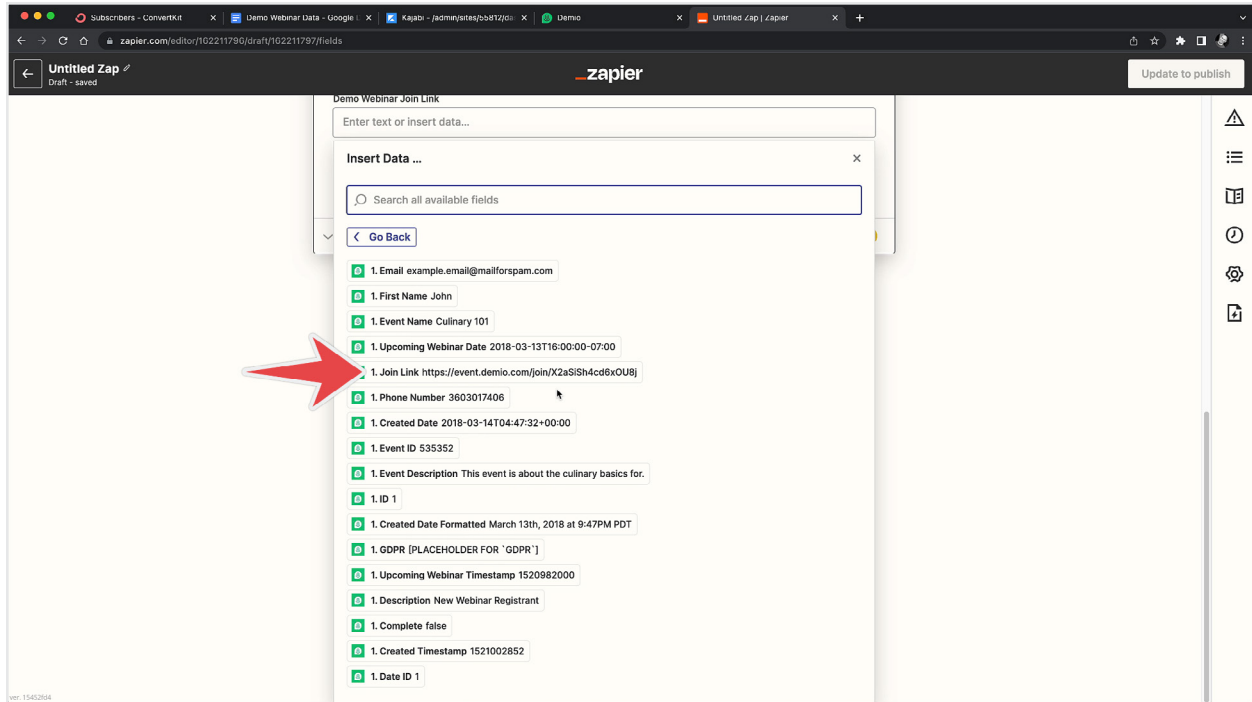 Subscribers - ConvertKit
Demo Webinar Data - Google D
Kajabi - /admin/sites/55812/da
Demio
Untitled Zap | Zapier
zapier.com/editor/162211796/draft/162211797/fields
Untitled Zap
Draft - saved
_zapier
Update to publish
Demo Webinar Join Link
Enter text or insert data...
Insert Data ...
Search all available fields
Go Back
1. Email example.email@mailforspam.com
1. First Name John
1. Event Name Culinary 101
1. Upcoming Webinar Date 2018-03-13T16:00:00-07:00
1. Join Link https://event.demio.com/join/X2aSiSh4cd6xOU8j
1. Phone Number 3603017406
1. Created Date 2018-03-14T04:47:32+00:00
1. Event ID 535352
1. Event Description This event is about the culinary basics for.
1. ID 1
1. Created Date Formatted March 13th, 2018 at 9:47PM PDT
1. GDPR [PLACEHOLDER FOR `GDPR`]
1. Upcoming Webinar Timestamp 1520982000
1. Description New Webinar Registrant
1. Complete false
1. Created Timestamp 1521002852
1. Date ID 1
ver. 15452fd4